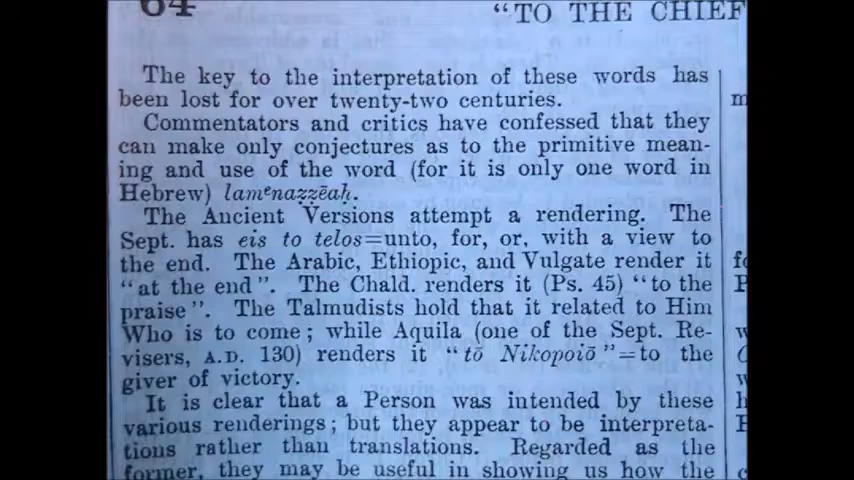 64 "TO THE CHIEF
The key to the interpretation of these words has
been lost for over twenty-two centuries.
Commentators and critics have confessed that they
can make only conjectures as to the primitive mean-
ing and use of the word (for it is only one word in
Hebrew) lamᵉnaẓẓēaḥ.
The Ancient Versions attempt a rendering. The
Sept. has eis to telos=unto, for, or, with a view to
the end. The Arabic, Ethiopic, and Vulgate render it
"at the end". The Chald. renders it (Ps. 45) "to the
praise". The Talmudists hold that it related to Him
Who is to come; while Aquila (one of the Sept. Re-
visers, A.D. 130) renders it "tō Nikopoiō"=to the
giver of victory.
It is clear that a Person was intended by these
various renderings; but they appear to be interpreta-
tions rather than translations. Regarded as the
former, they may be useful in showing us how the